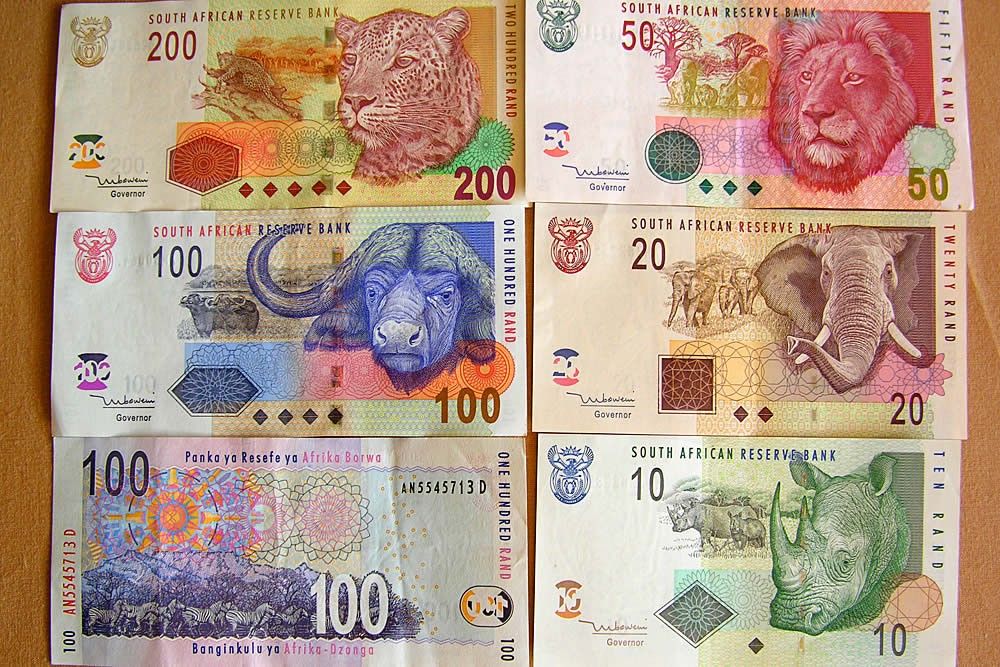 SOUTH AFRICAN RESERVE BANK
200
TWO HUNDRED RAND
200
Governor
200
SOUTH AFRICAN RESERVE BANK
50
FIFTY RAND
Governor
50
SOUTH AFRICAN RESERVE BANK
100
ONE HUNDRED RAND
100
100
Governor
100
SOUTH AFRICAN RESERVE BANK
20
TWENTY RAND
20
Governor
20
100
Panka ya Resefe ya Afrika Borwa
AN5545713 D
ONE HUNDRED RAND
AN5545713 D
100
100
100
Banginkulu ya Afrika-Dzonga
SOUTH AFRICAN RESERVE BANK
10
TEN RAND
10
Governor
10